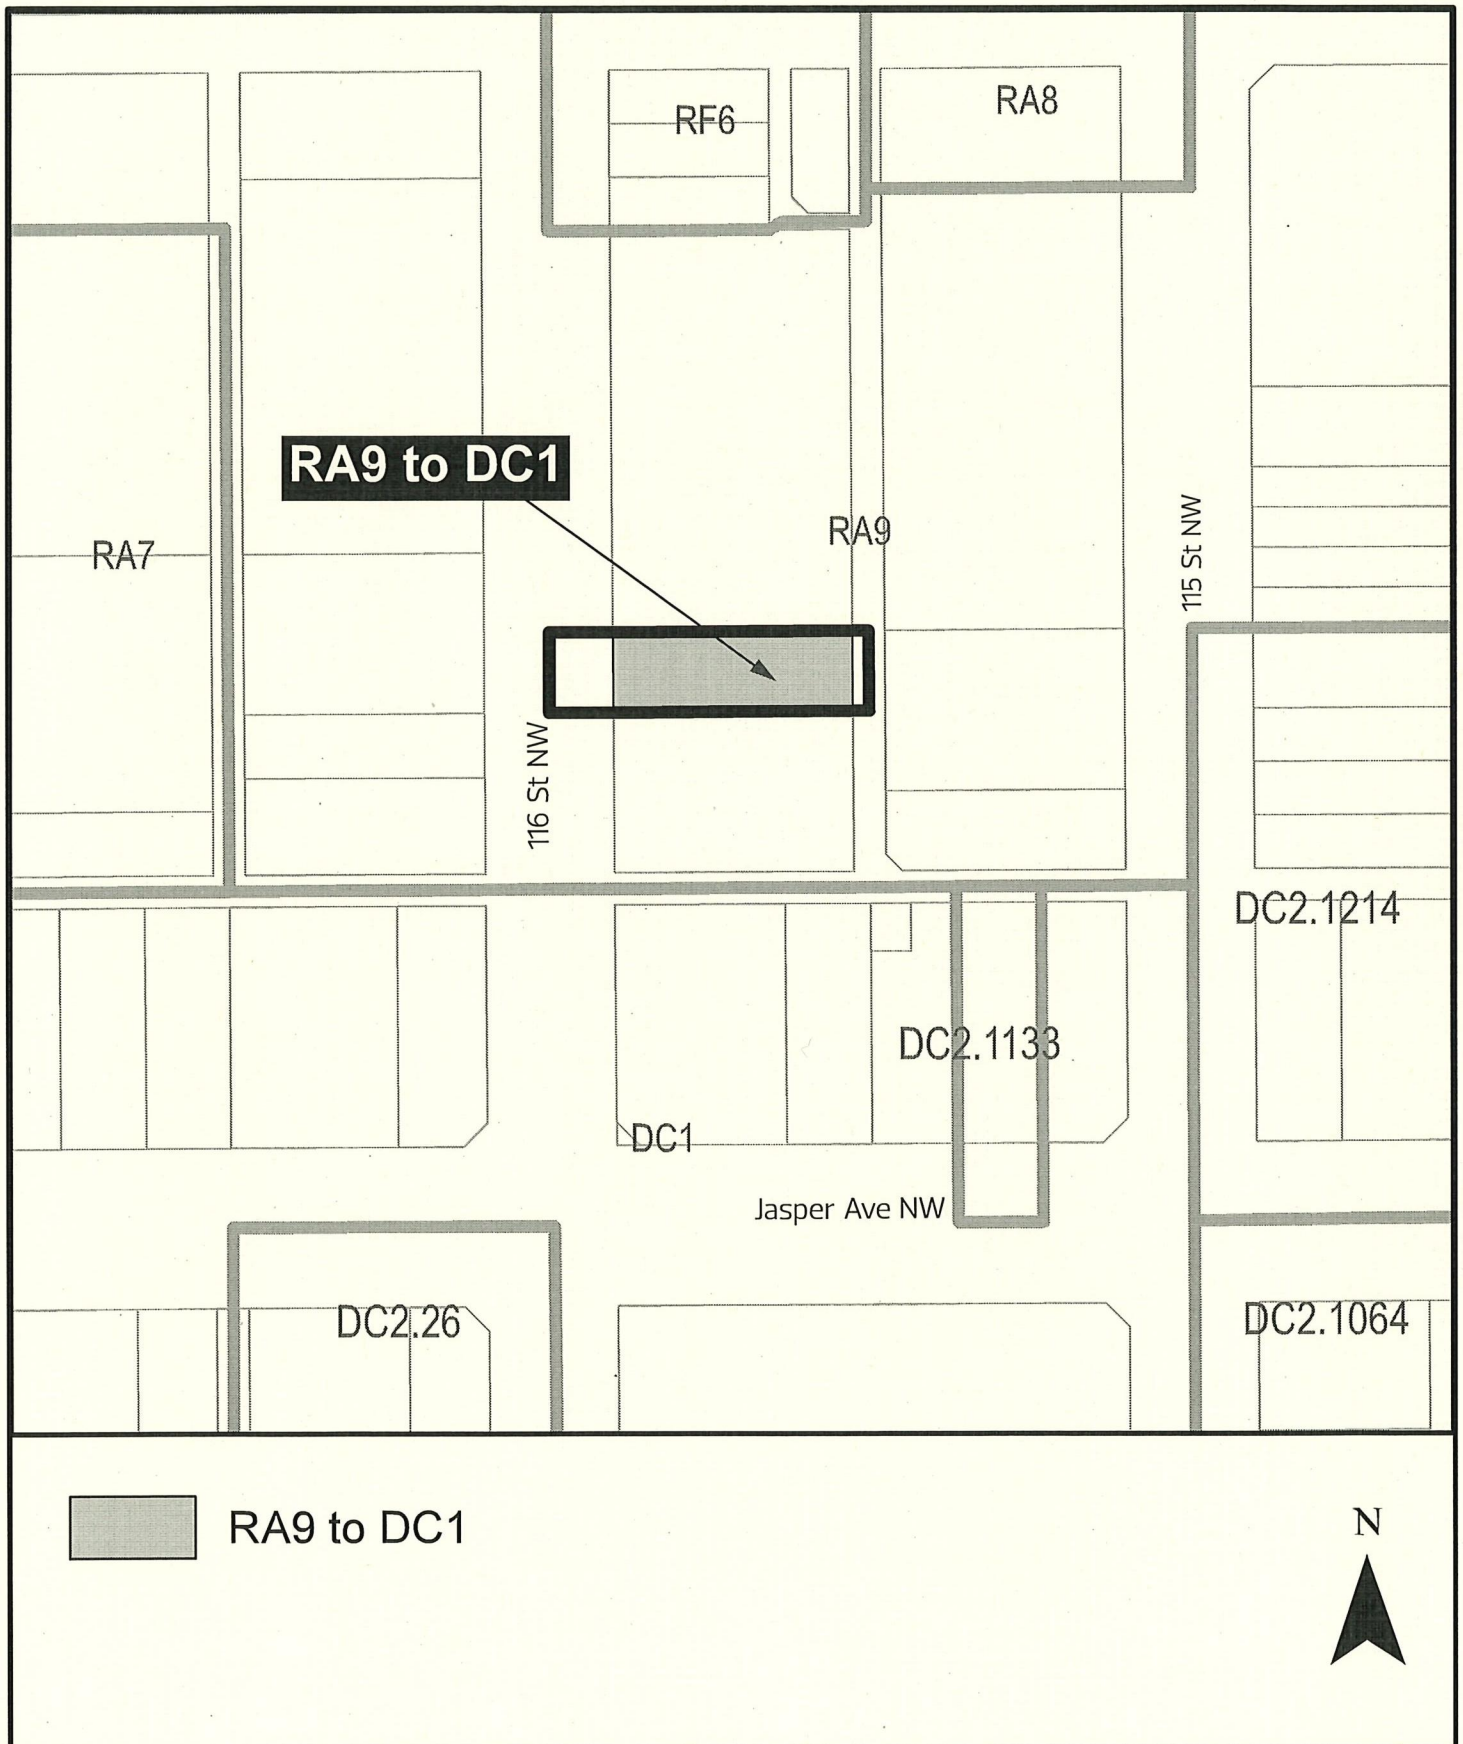 RF6
RA8
RA9 to DC1
RA9
RA7
115 St NW
116 St NW
DC2.1214
DC2.1133
DC1
Jasper Ave NW
DC2.26
DC2.1064
RA9 to DC1
N